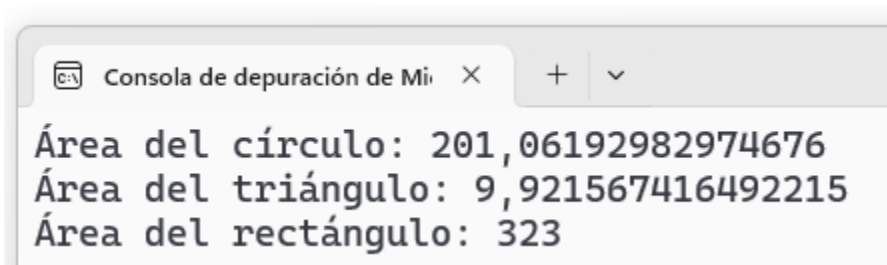 Consola de depuración de Mi
Área del círculo: 201,06192982974676
Área del triángulo: 9,921567416492215
Área del rectángulo: 323